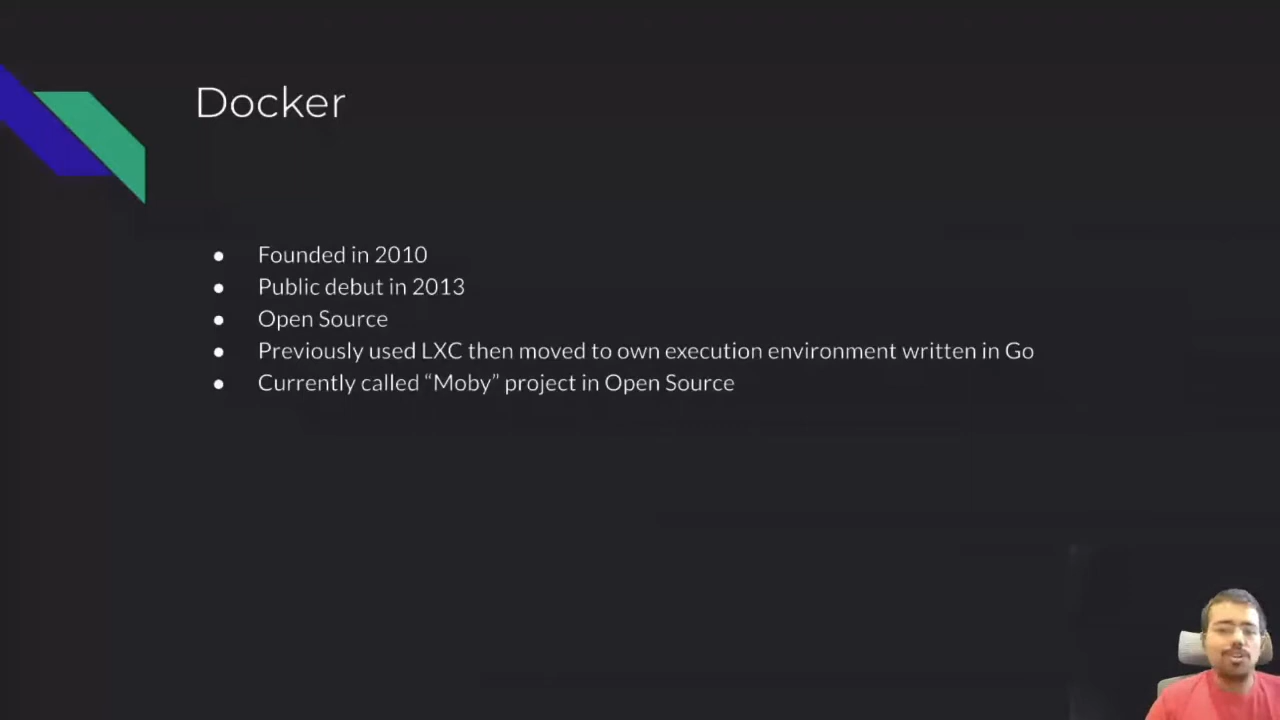 Docker
● Founded in 2010
● Public debut in 2013
● Open Source
● Previously used LXC then moved to own execution environment written in Go
● Currently called “Moby” project in Open Source